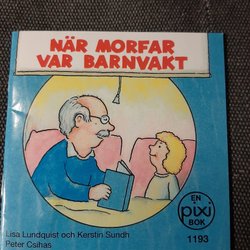 NÄR MORFAR
VAR BARNVAKT
Lisa Lundquist och Kerstin Sundh
Peter Csihas
EN
pixi
BOK
1193